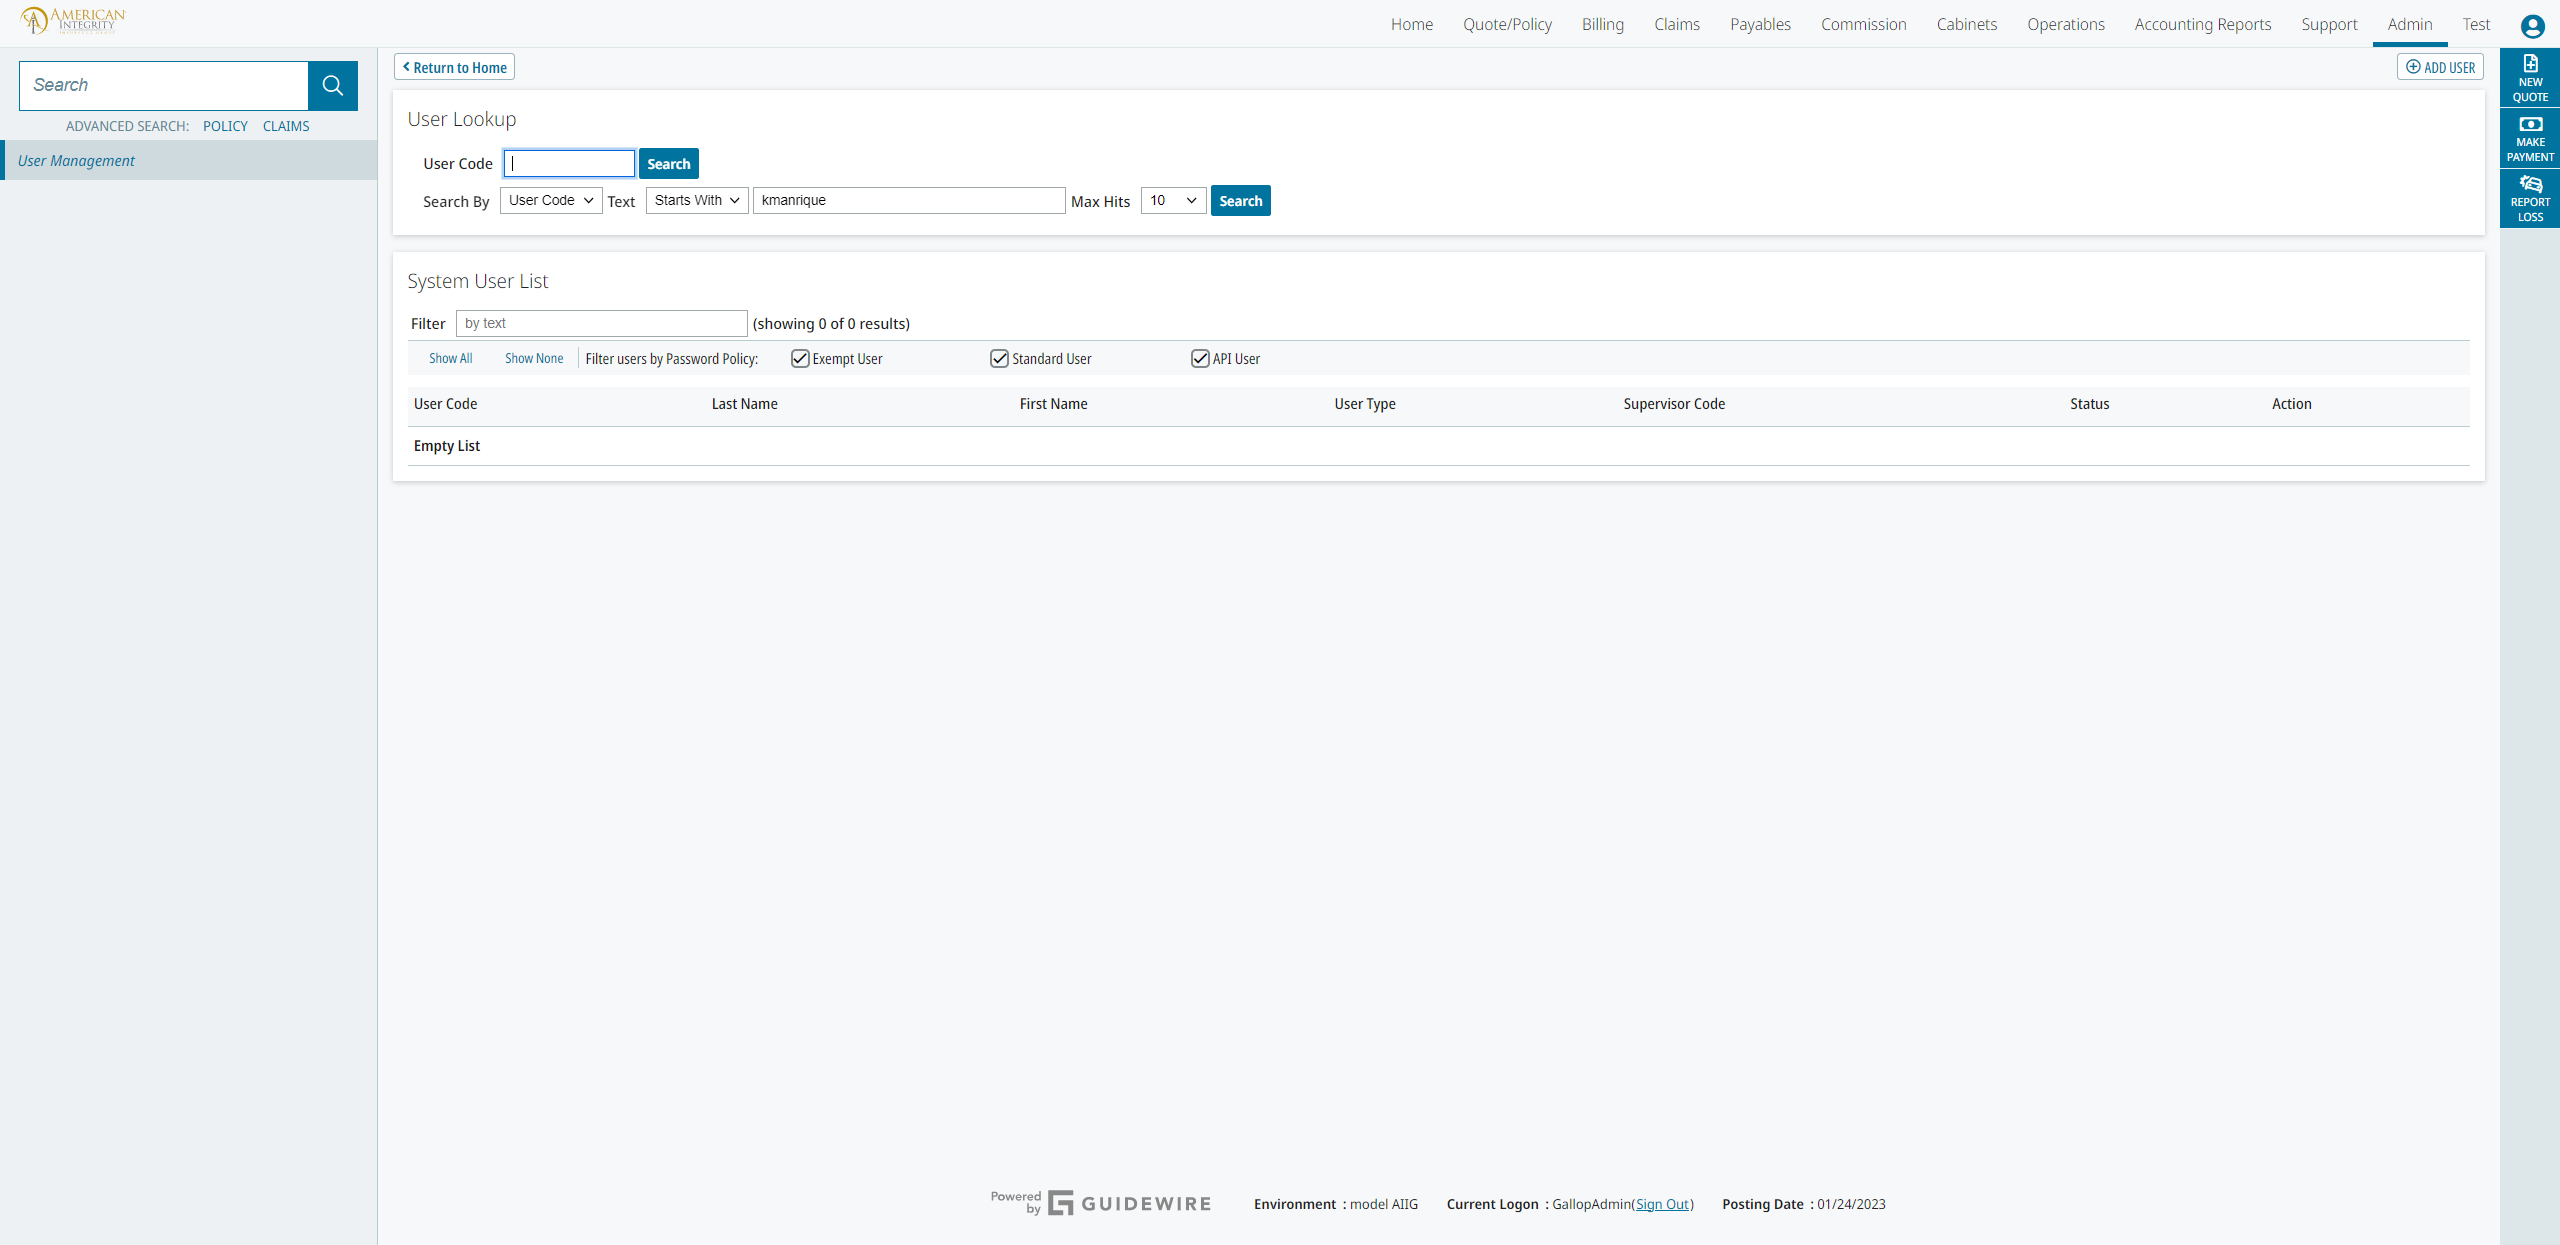 AMERICAN
INTEGRITY
Home Quote/Policy Billing Claims Payables Commission Cabinets Operations Accounting Reports Support Admin Test
Search
ADVANCED SEARCH: POLICY CLAIMS
User Management
Return to Home
ADD USER
NEW
QUOTE
MAKE
PAYMENT
REPORT
LOSS
User Lookup
User Code Search
Search By User Code Text Starts With kmanrique Max Hits 10 Search
System User List
Filter by text (showing 0 of 0 results)
Show All Show None Filter users by Password Policy: Exempt User Standard User API User
User Code Last Name First Name User Type Supervisor Code Status Action
Empty List
Powered
by GUIDEWIRE
Environment : model AIIG Current Logon : GallopAdmin(Sign Out) Posting Date : 01/24/2023